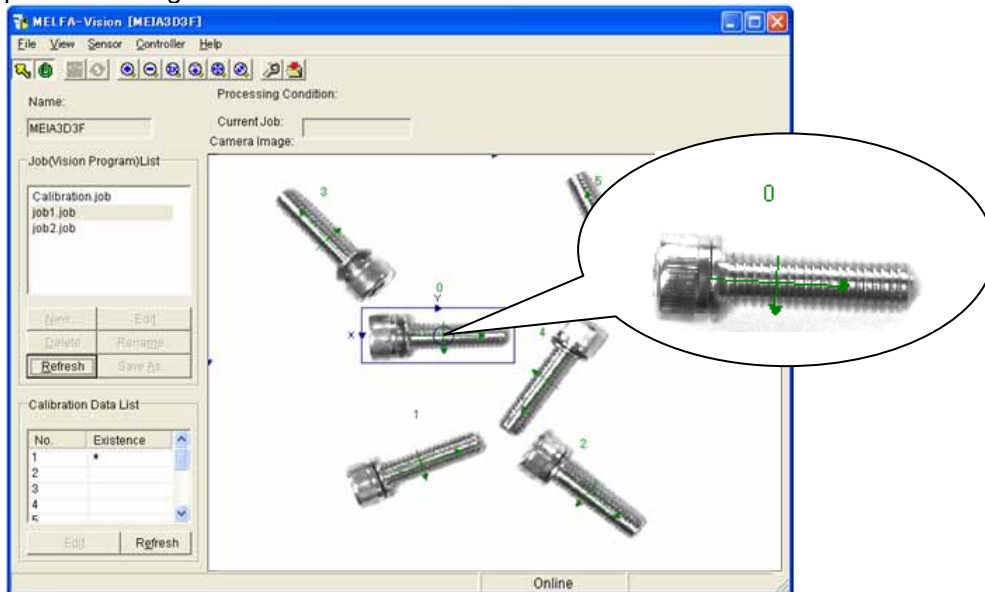 MELFA-Vision [MEIA3D3F]
File View Sensor Controller Help
Name:
MEIA3D3F
Processing Condition:
Current Job:
Camera Image:
Job(Vision Program)List
Calibration.job
job1.job
job2.job
New... Edit
Delete Rename...
Refresh Save As...
Calibration Data List
No. Existence
1 *
2
3
4
5
Edit Refresh
3
5
0
Y
X
4
1
2
0
Online